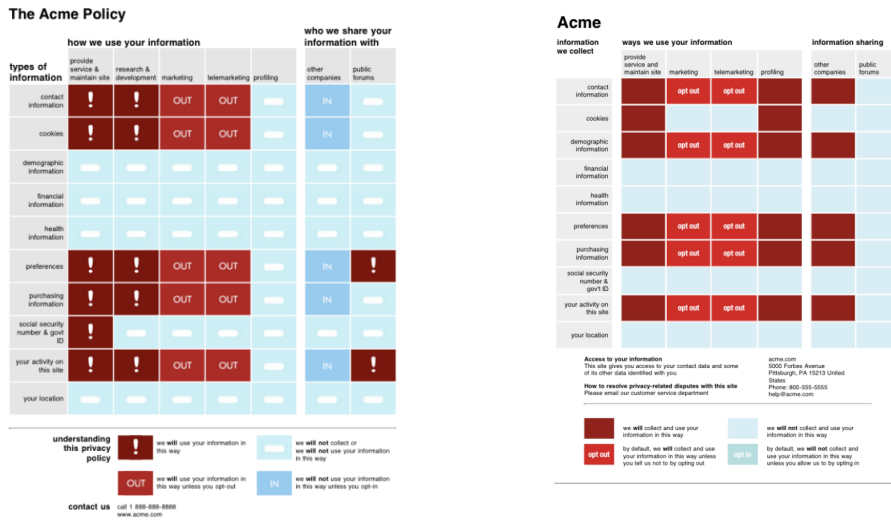 The Acme Policy
how we use your information
who we share your
information with
types of
information
provide
service &
maintain site
research &
development
marketing
telemarketing
profiling
other
companies
public
forums
contact
information
! ! OUT OUT IN
cookies
! ! OUT OUT IN
demographic
information
financial
information
health
information
preferences
! ! OUT OUT IN !
purchasing
information
! ! OUT OUT IN
social security
number & govt
ID
!
your activity on
this site
! ! OUT OUT IN !
your location
understanding
this privacy
policy
!
we will use your information in
this way
we will not collect or
we will not use your information
in this way
OUT
we will use your information in
this way unless you opt-out
IN
we will not use your information
in this way unless you opt-in
contact us
call 1 888-888-8888
www.acme.com
Acme
information
we collect
ways we use your information
information sharing
provide
service and
maintain site
marketing
telemarketing
profiling
other
companies
public
forums
contact
information
opt out opt out
cookies
demographic
information
opt out opt out
financial
information
health
information
preferences
opt out opt out
purchasing
information
opt out opt out
social security
number &
gov't ID
your activity on
this site
opt out opt out
your location
Access to your information
This site gives you access to your contact data and some
of its other data identified with you
How to resolve privacy-related disputes with this site
Please email our customer service department
acme.com
5000 Forbes Avenue
Pittsburgh, PA 15213 United
States
Phone: 800-555-5555
help@acme.com
we will collect and use your
information in this way
we will not collect and use your
information in this way
opt out
by default, we will collect and use
your information in this way unless
you tell us not to by opting out
opt in
by default, we will not collect and
use your information in this way
unless you allow us to by opting in